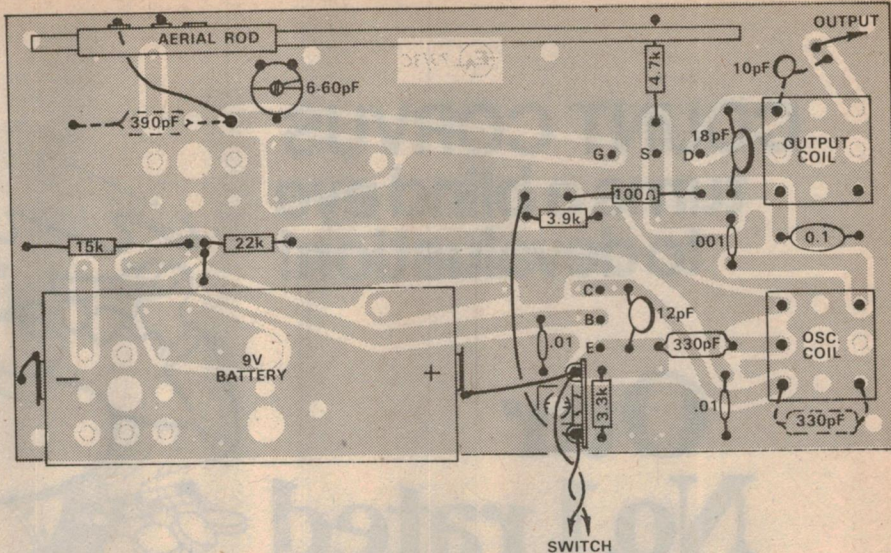 OUTPUT
AERIAL ROD
6-60pF
4.7k
10pF
390pF
18pF
OUTPUT
COIL
G
S
D
100Ω
3.9k
15k
22k
.001
0.1
C
B
E
12pF
.01
330pF
OSC.
COIL
9V
BATTERY
-
+
3.3k
.01
330pF
SWITCH